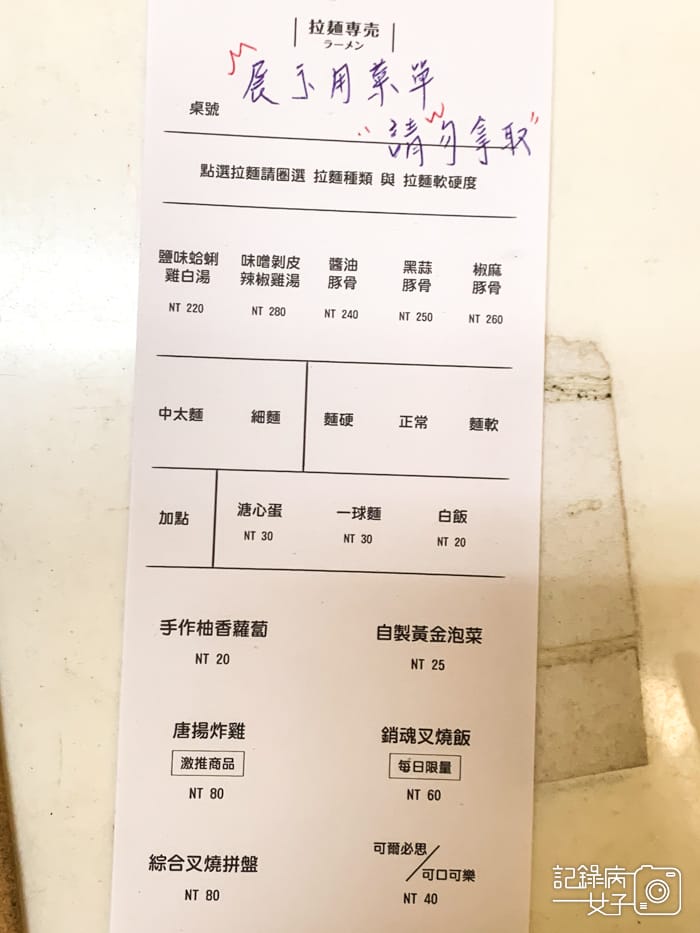 拉麵専売
ラーメン
展示用菜單
桌號
"請勿拿取"
點選拉麵請圈選 拉麵種類 與 拉麵軟硬度
鹽味蛤蜊 味噌剝皮 醬油 黑蒜 椒麻
雞白湯 辣椒雞湯 豚骨 豚骨 豚骨
NT 220 NT 280 NT 240 NT 250 NT 260
中太麵 細麵 麵硬 正常 麵軟
加點 溏心蛋 一球麵 白飯
NT 30 NT 30 NT 20
手作柚香蘿蔔 自製黃金泡菜
NT 20 NT 25
唐揚炸雞 銷魂叉燒飯
激推商品 每日限量
NT 80 NT 60
綜合叉燒拼盤 可爾必思/可口可樂
NT 80 NT 40
記錄病
女子